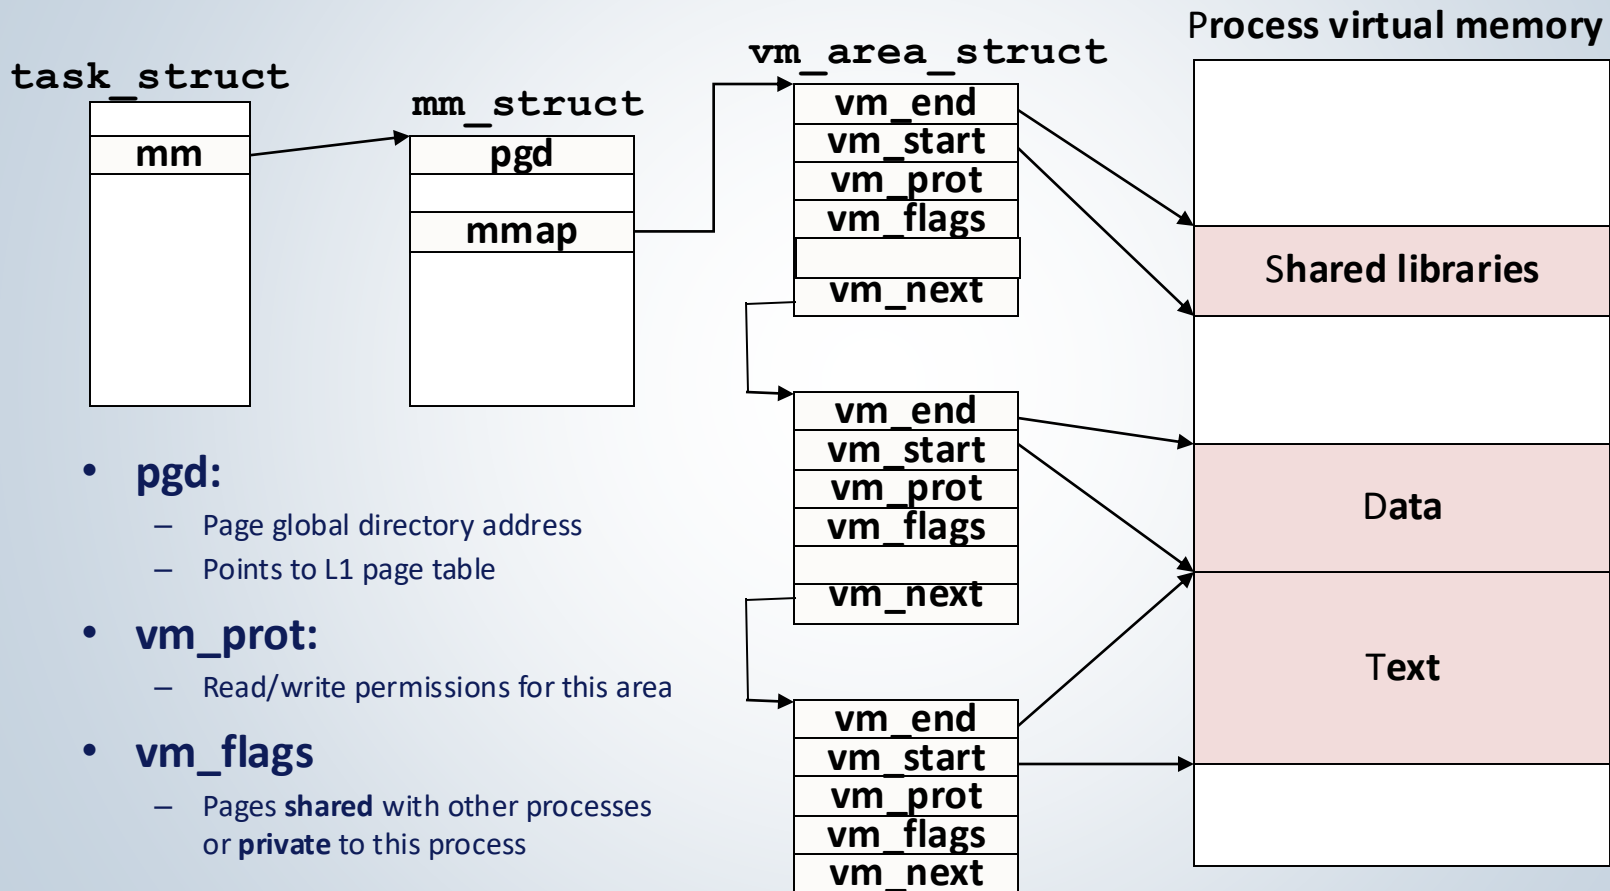 Process virtual memory
task_struct
mm
mm_struct
pgd
mmap
vm_area_struct
vm_end
vm_start
vm_prot
vm_flags
vm_next
vm_end
vm_start
vm_prot
vm_flags
vm_next
vm_end
vm_start
vm_prot
vm_flags
vm_next
Shared libraries
Data
Text
• pgd:
– Page global directory address
– Points to L1 page table
• vm_prot:
– Read/write permissions for this area
• vm_flags
– Pages shared with other processes
or private to this process